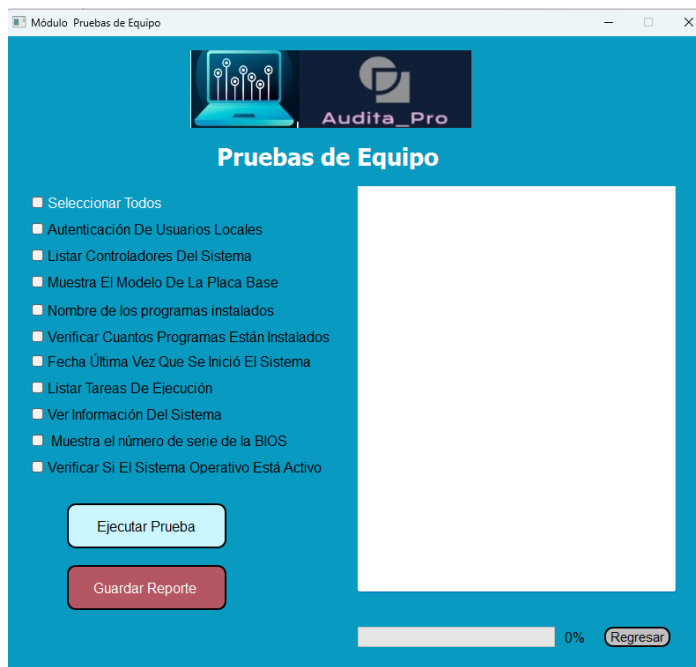 Módulo Pruebas de Equipo
Audita_Pro
Pruebas de Equipo
Seleccionar Todos
Autenticación De Usuarios Locales
Listar Controladores Del Sistema
Muestra El Modelo De La Placa Base
Nombre de los programas instalados
Verificar Cuantos Programas Están Instalados
Fecha Última Vez Que Se Inició El Sistema
Listar Tareas De Ejecución
Ver Información Del Sistema
Muestra el número de serie de la BIOS
Verificar Si El Sistema Operativo Está Activo
Ejecutar Prueba
Guardar Reporte
0%
Regresar